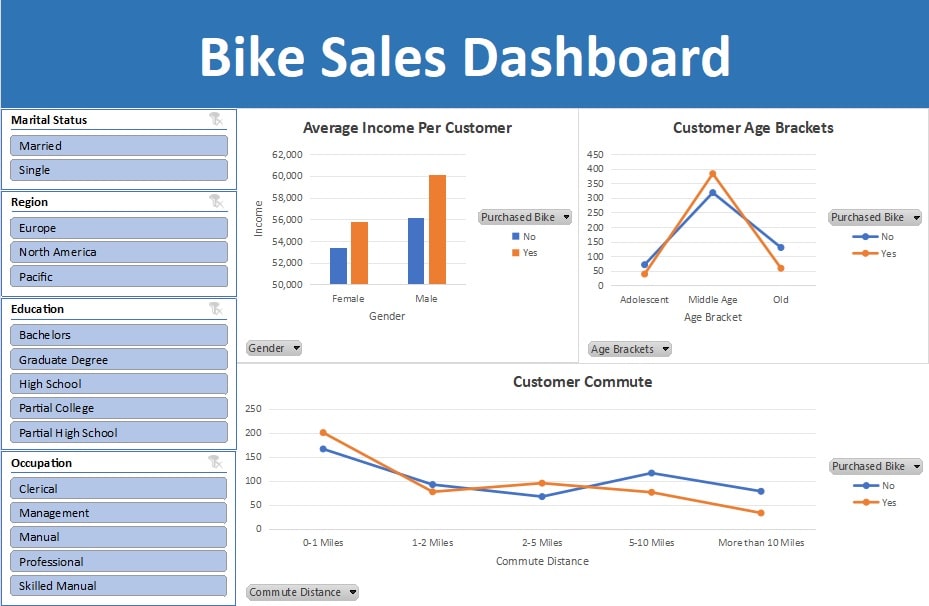 Bike Sales Dashboard
Marital Status
Married
Single
Region
Europe
North America
Pacific
Education
Bachelors
Graduate Degree
High School
Partial College
Partial High School
Occupation
Clerical
Management
Manual
Professional
Skilled Manual
Average Income Per Customer
62,000
60,000
58,000
56,000
54,000
52,000
50,000
Income
Female Male
Gender
Purchased Bike
No
Yes
Gender
Customer Age Brackets
450
400
350
300
250
200
150
100
50
0
Adolescent Middle Age Old
Age Bracket
Purchased Bike
No
Yes
Age Brackets
Customer Commute
250
200
150
100
50
0
0-1 Miles 1-2 Miles 2-5 Miles 5-10 Miles More than 10 Miles
Commute Distance
Purchased Bike
No
Yes
Commute Distance